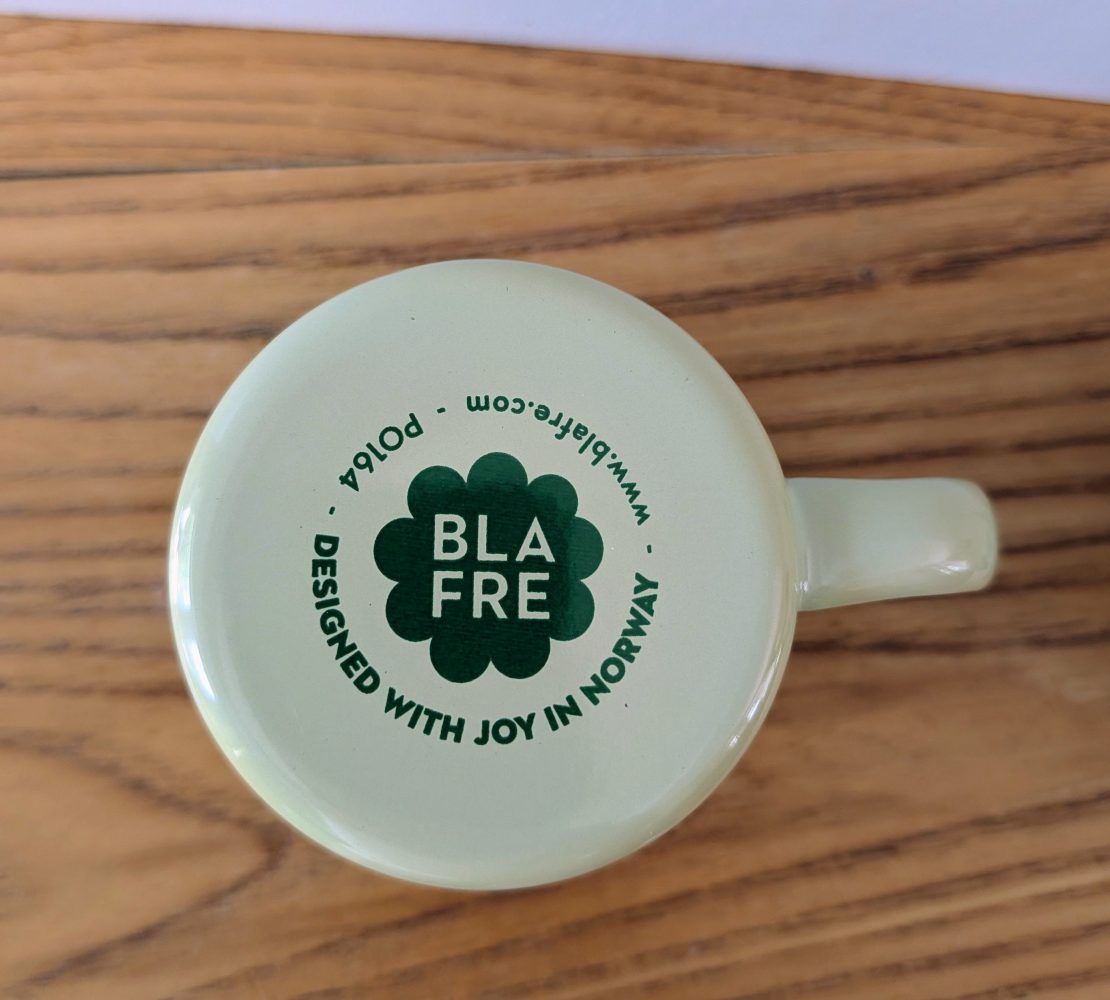 BLA
FRE
DESIGNED WITH JOY IN NORWAY - www.blafre.com - PO164 -